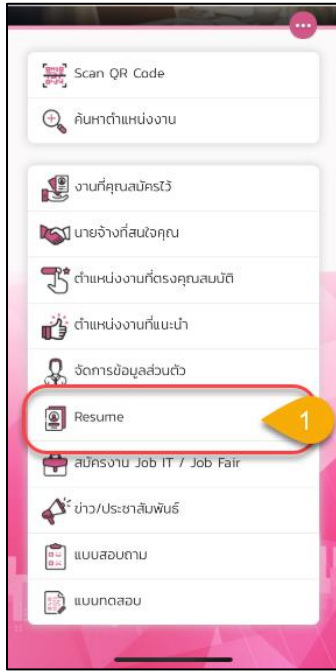 Scan QR Code
ค้นหาตำแหน่งงาน
งานที่คุณสมัครไว้
นายจ้างที่สนใจคุณ
ตำแหน่งงานที่ตรงคุณสมบัติ
ตำแหน่งงานที่แนะนำ
จัดการข้อมูลส่วนตัว
Resume
1
สมัครงาน Job IT / Job Fair
ข่าว/ประชาสัมพันธ์
แบบสอบถาม
แบบทดสอบ